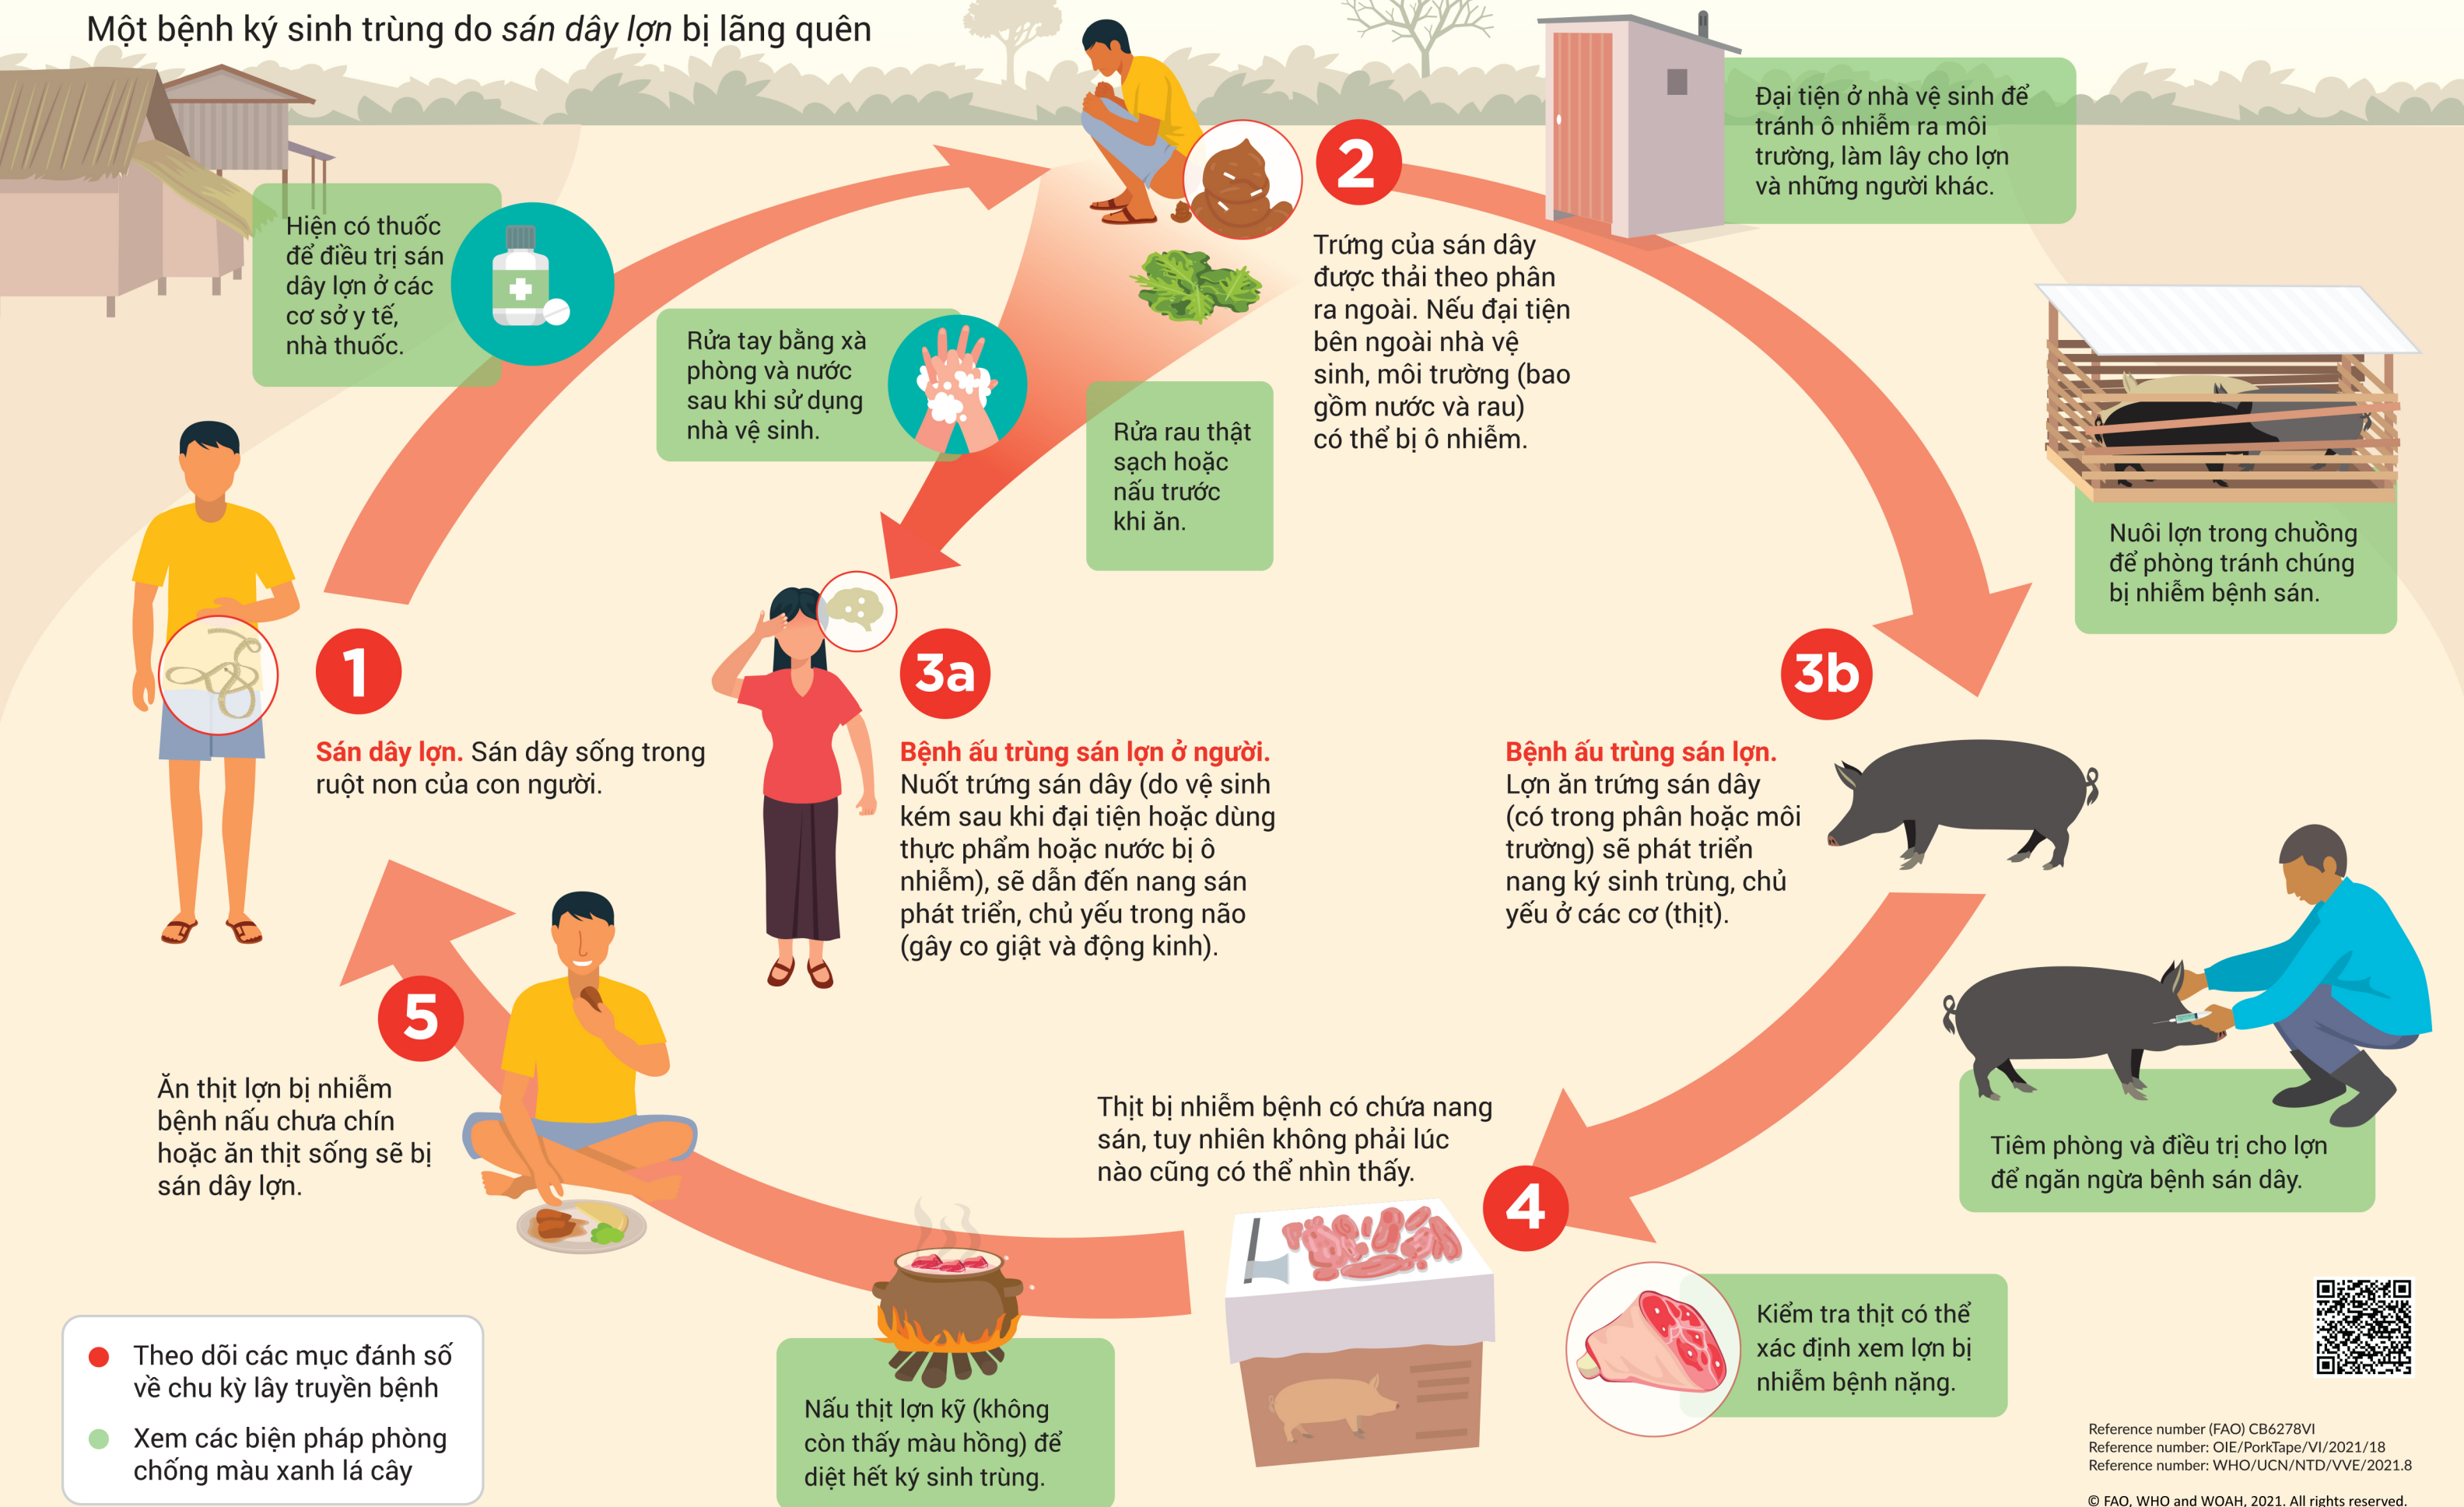 Một bệnh ký sinh trùng do sán dây lợn bị lãng quên
Hiện có thuốc
để điều trị sán
dây lợn ở các
cơ sở y tế,
nhà thuốc.
Rửa tay bằng xà
phòng và nước
sau khi sử dụng
nhà vệ sinh.
Rửa rau thật
sạch hoặc
nấu trước
khi ăn.
2
Trứng của sán dây
được thải theo phân
ra ngoài. Nếu đại tiện
bên ngoài nhà vệ
sinh, môi trường (bao
gồm nước và rau)
có thể bị ô nhiễm.
Đại tiện ở nhà vệ sinh để
tránh ô nhiễm ra môi
trường, làm lây cho lợn
và những người khác.
Nuôi lợn trong chuồng
để phòng tránh chúng
bị nhiễm bệnh sán.
1
Sán dây lợn. Sán dây sống trong
ruột non của con người.
3a
Bệnh ấu trùng sán lợn ở người.
Nuốt trứng sán dây (do vệ sinh
kém sau khi đại tiện hoặc dùng
thực phẩm hoặc nước bị ô
nhiễm), sẽ dẫn đến nang sán
phát triển, chủ yếu trong não
(gây co giật và động kinh).
3b
Bệnh ấu trùng sán lợn.
Lợn ăn trứng sán dây
(có trong phân hoặc môi
trường) sẽ phát triển
nang ký sinh trùng, chủ
yếu ở các cơ (thịt).
Tiêm phòng và điều trị cho lợn
để ngăn ngừa bệnh sán dây.
4
Thịt bị nhiễm bệnh có chứa nang
sán, tuy nhiên không phải lúc
nào cũng có thể nhìn thấy.
Kiểm tra thịt có thể
xác định xem lợn bị
nhiễm bệnh nặng.
Nấu thịt lợn kỹ (không
còn thấy màu hồng) để
diệt hết ký sinh trùng.
5
Ăn thịt lợn bị nhiễm
bệnh nấu chưa chín
hoặc ăn thịt sống sẽ bị
sán dây lợn.
Theo dõi các mục đánh số
về chu kỳ lây truyền bệnh
Xem các biện pháp phòng
chống màu xanh lá cây
Reference number (FAO) CB6278VI
Reference number: OIE/PorkTape/VI/2021/18
Reference number: WHO/UCN/NTD/VVE/2021.8
© FAO, WHO and WOAH, 2021. All rights reserved.